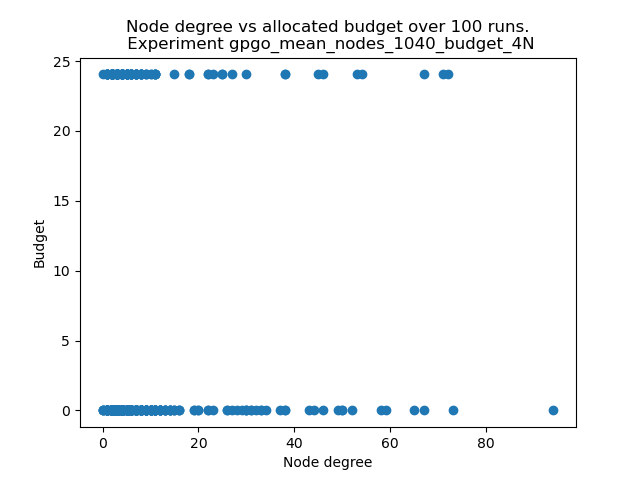 Node degree vs allocated budget over 100 runs.
Experiment gpgo_mean_nodes_1040_budget_4N
25
20
15
10
5
0
Budget
0 20 40 60 80
Node degree